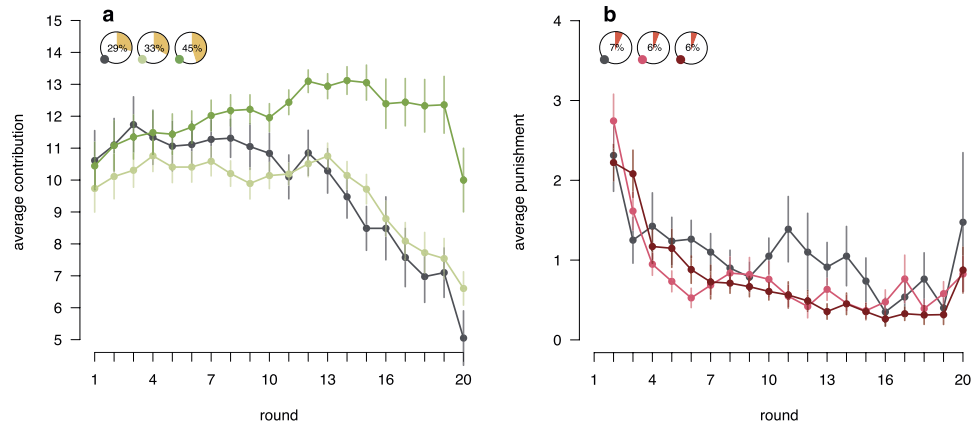 a
29% 33% 45%
15
14
13
12
11
10
9
8
7
6
5
average contribution
1 4 7 10 13 16 20
round
b
7% 6% 6%
4
3
2
1
0
average punishment
1 4 7 10 13 16 20
round